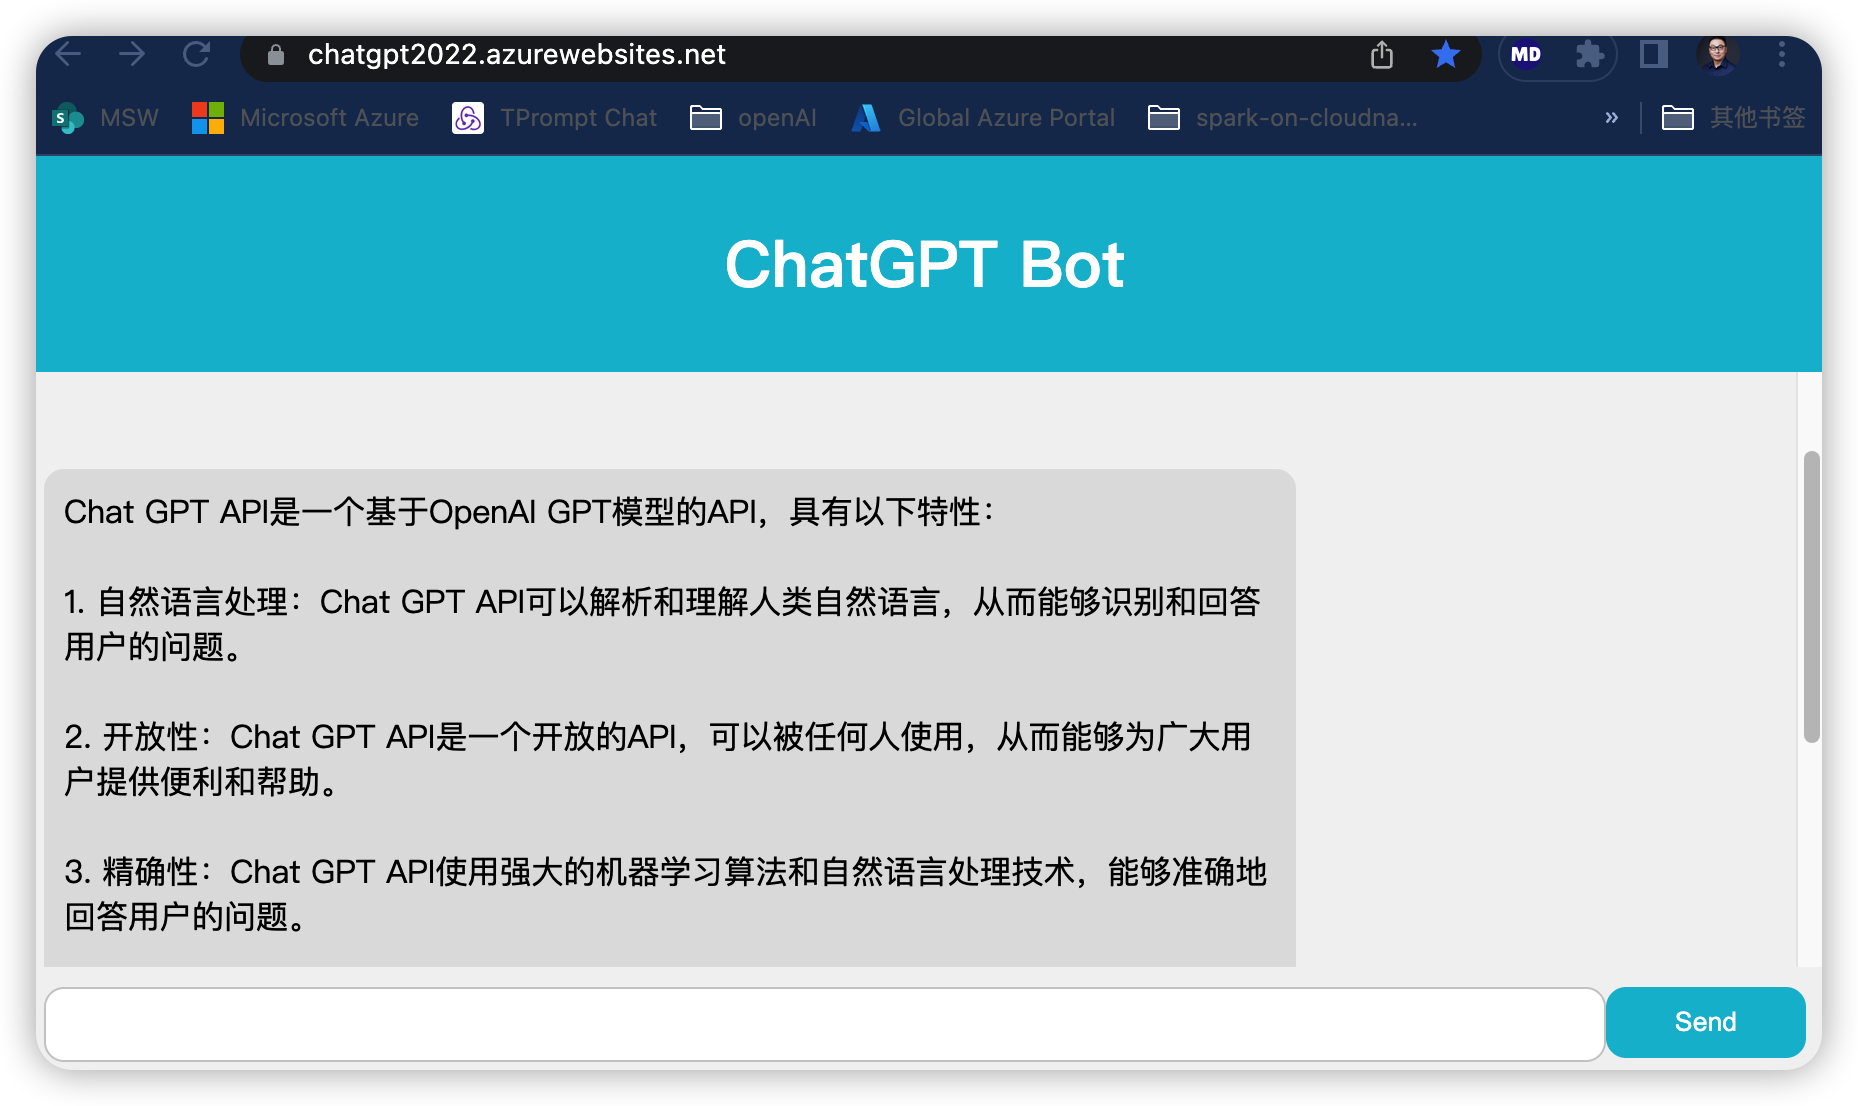 chatgpt2022.azurewebsites.net
MD
S
MSW
Microsoft Azure
TPrompt Chat
openAI
Global Azure Portal
spark-on-cloudna...
»
其他书签
ChatGPT Bot
Chat GPT API是一个基于OpenAI GPT模型的API，具有以下特性：
1. 自然语言处理：Chat GPT API可以解析和理解人类自然语言，从而能够识别和回答
用户的问题。
2. 开放性：Chat GPT API是一个开放的API，可以被任何人使用，从而能够为广大用
户提供便利和帮助。
3. 精确性：Chat GPT API使用强大的机器学习算法和自然语言处理技术，能够准确地
回答用户的问题。
Send